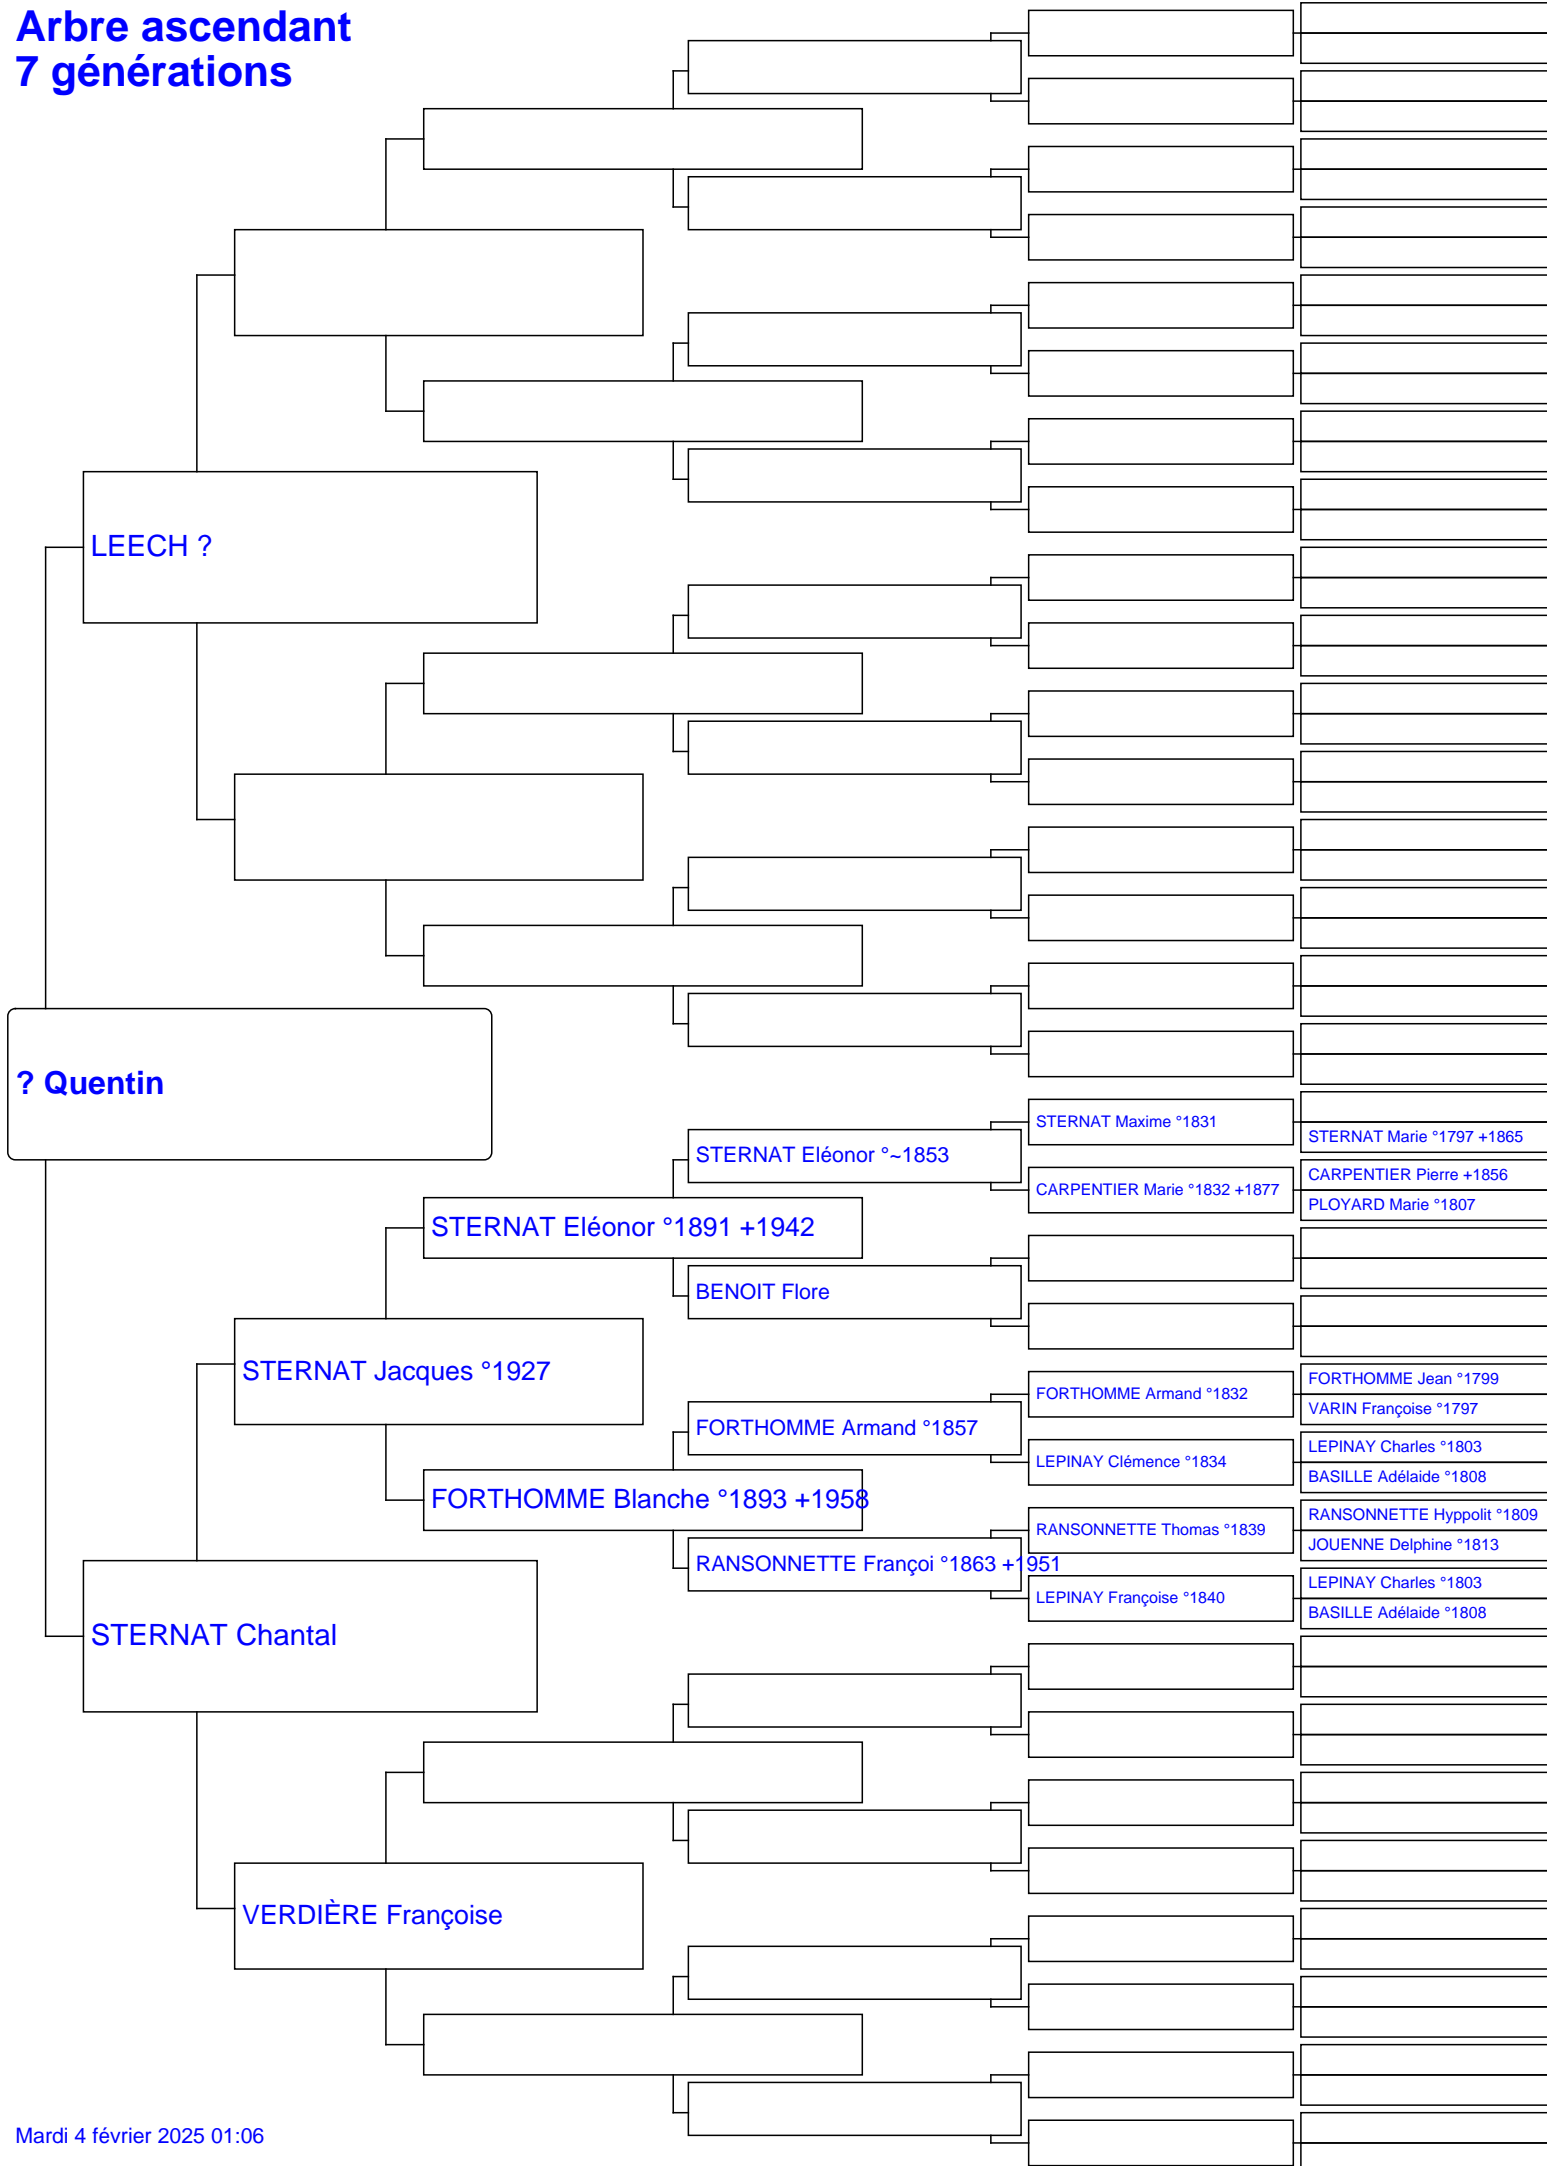 Arbre ascendant
7 générations
LEECH ?
? Quentin
STERNAT Maxime °1831
STERNAT Marie °1797 +1865
STERNAT Eléonor °~1853
CARPENTIER Pierre +1856
CARPENTIER Marie °1832 +1877
PLOYARD Marie °1807
STERNAT Eléonor °1891 +1942
BENOIT Flore
STERNAT Jacques °1927
FORTHOMME Jean °1799
FORTHOMME Armand °1832
VARIN Françoise °1797
FORTHOMME Armand °1857
LEPINAY Charles °1803
LEPINAY Clémence °1834
BASILLE Adélaide °1808
FORTHOMME Blanche °1893 +1958
RANSONNETTE Hyppolit °1809
RANSONNETTE Thomas °1839
JOUENNE Delphine °1813
RANSONNETTE Françoi °1863 +1951
LEPINAY Charles °1803
LEPINAY Françoise °1840
BASILLE Adélaide °1808
STERNAT Chantal
VERDIÈRE Françoise
Mardi 4 février 2025 01:06